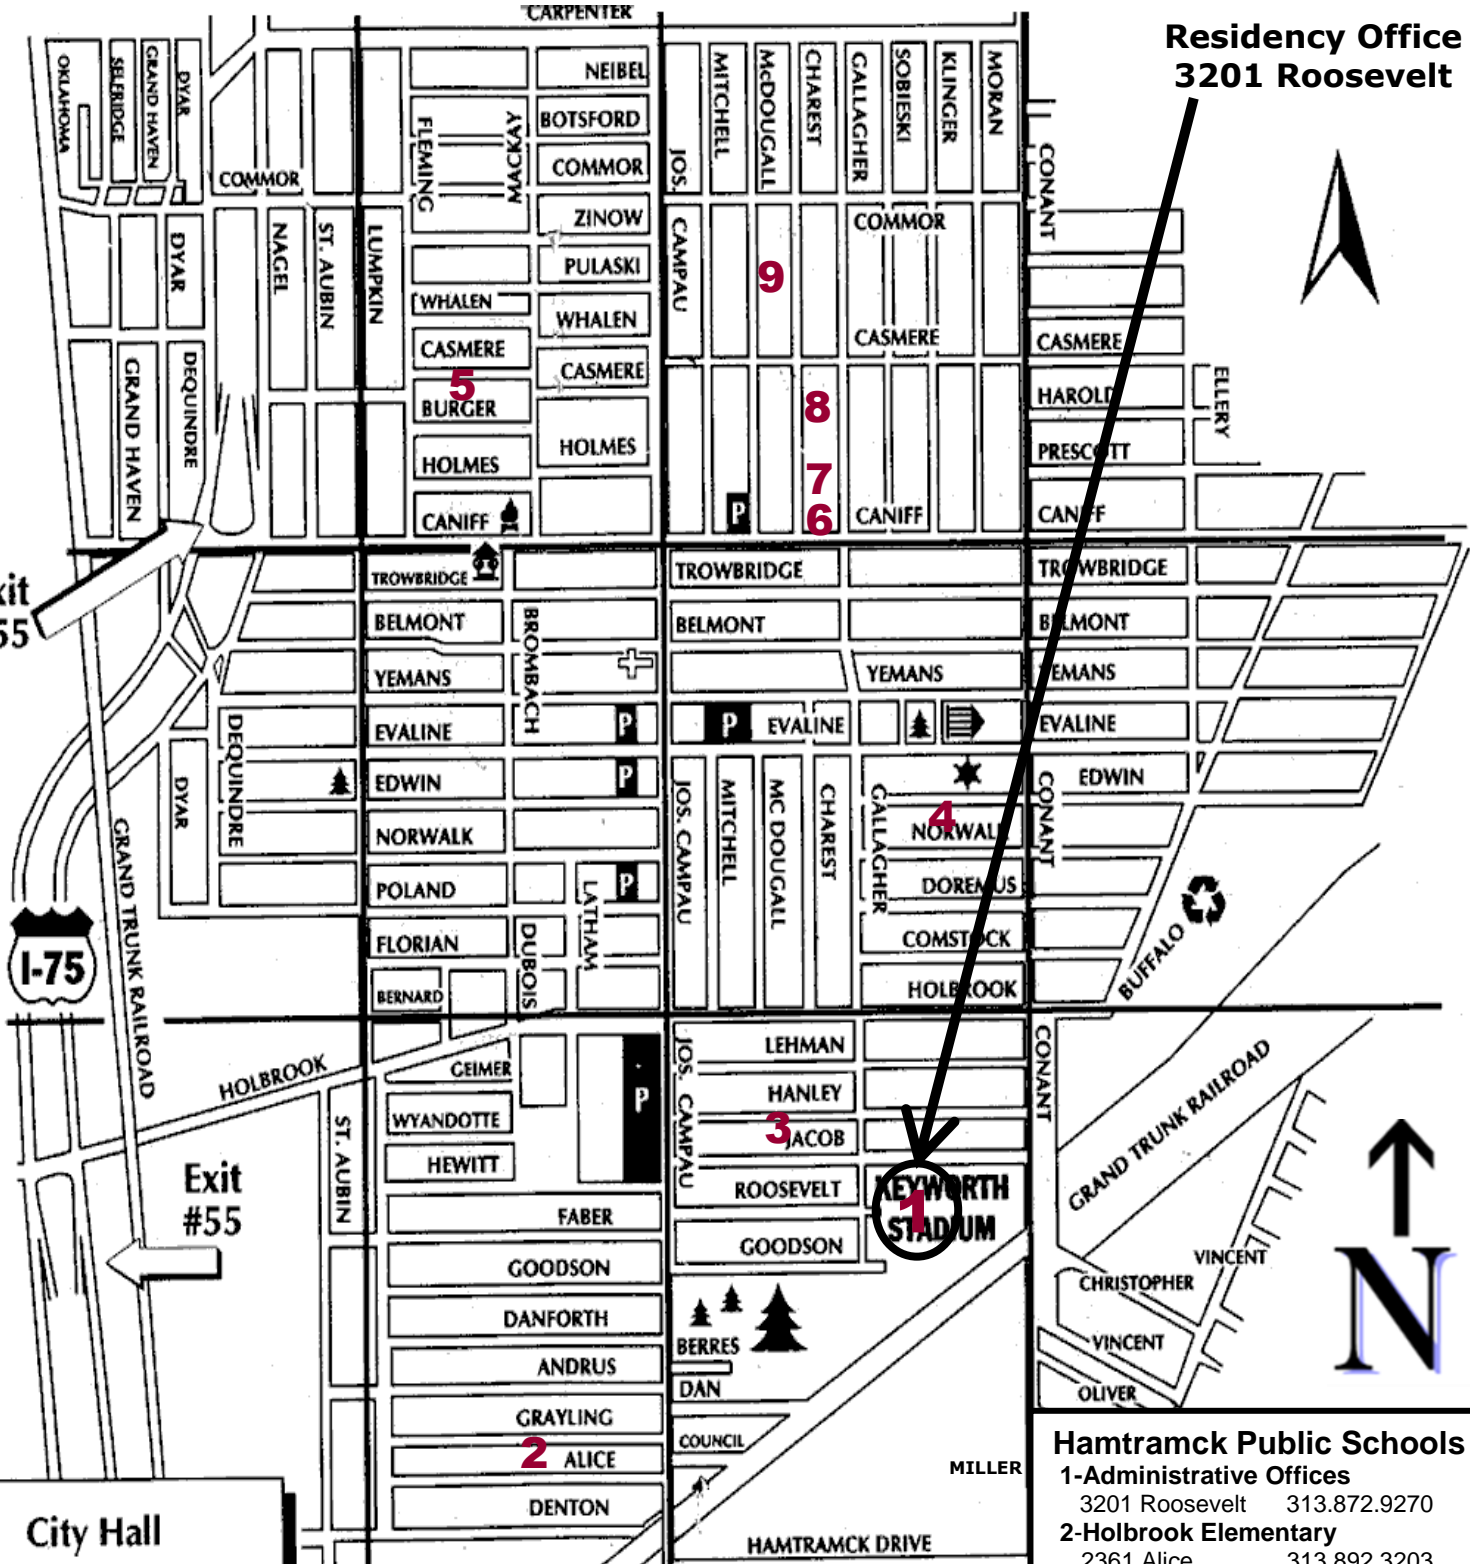 CARPENTER
Residency Office
3201 Roosevelt
OKLAHOMA
SELFRIDGE
GRAND HAVEN
DYAR
NEIBEL
FLEMING
MACKAY
BOTSFORD
COMMOR
COMMOR
ZINOW
PULASKI
WHALEN
WHALEN
CASMERE
CASMERE
5
BURGER
HOLMES
HOLMES
CANIFF
DYAR
NAGEL
ST. AUBIN
LUMPKIN
GRAND HAVEN
DEQUINDRE
JOS.
CAMPAU
MITCHELL
McDOUGALL
CHAREST
GALLAGHER
SOBIESKI
KLINGER
MORAN
CONANT
COMMOR
9
CASMERE
8
7
6
P
CANIFF
CASMERE
HAROLD
PRESCOTT
CANIFF
ELLERY
TROWBRIDGE
TROWBRIDGE
TROWBRIDGE
BELMONT
BELMONT
BELMONT
BROMBACH
YEMANS
YEMANS
YEMANS
EVALINE
P
P
EVALINE
EVALINE
EDWIN
P
EDWIN
DEQUINDRE
DYAR
NORWALK
4
NORWALK
POLAND
P
DOREMUS
FLORIAN
COMSTOCK
BERNARD
HOLBROOK
DUBOIS
LATHAM
JOS. CAMPAU
MITCHELL
MC DOUGALL
CHAREST
GALLAGHER
CONANT
BUFFALO
GRAND TRUNK RAILROAD
I-75
HOLBROOK
GEIMER
WYANDOTTE
HEWITT
P
ST. AUBIN
JOS. CAMPAU
LEHMAN
HANLEY
3
JACOB
ROOSEVELT
GOODSON
KEYWORTH
STADIUM
1
CONANT
GRAND TRUNK RAILROAD
Exit
#55
FABER
GOODSON
DANFORTH
ANDRUS
GRAYLING
2
ALICE
DENTON
BERRES
DAN
COUNCIL
VINCENT
CHRISTOPHER
VINCENT
OLIVER
N
MILLER
HAMTRAMCK DRIVE
City Hall
Hamtramck Public Schools
1-Administrative Offices
3201 Roosevelt 313.872.9270
2-Holbrook Elementary
2361 Alice 313.892.3203